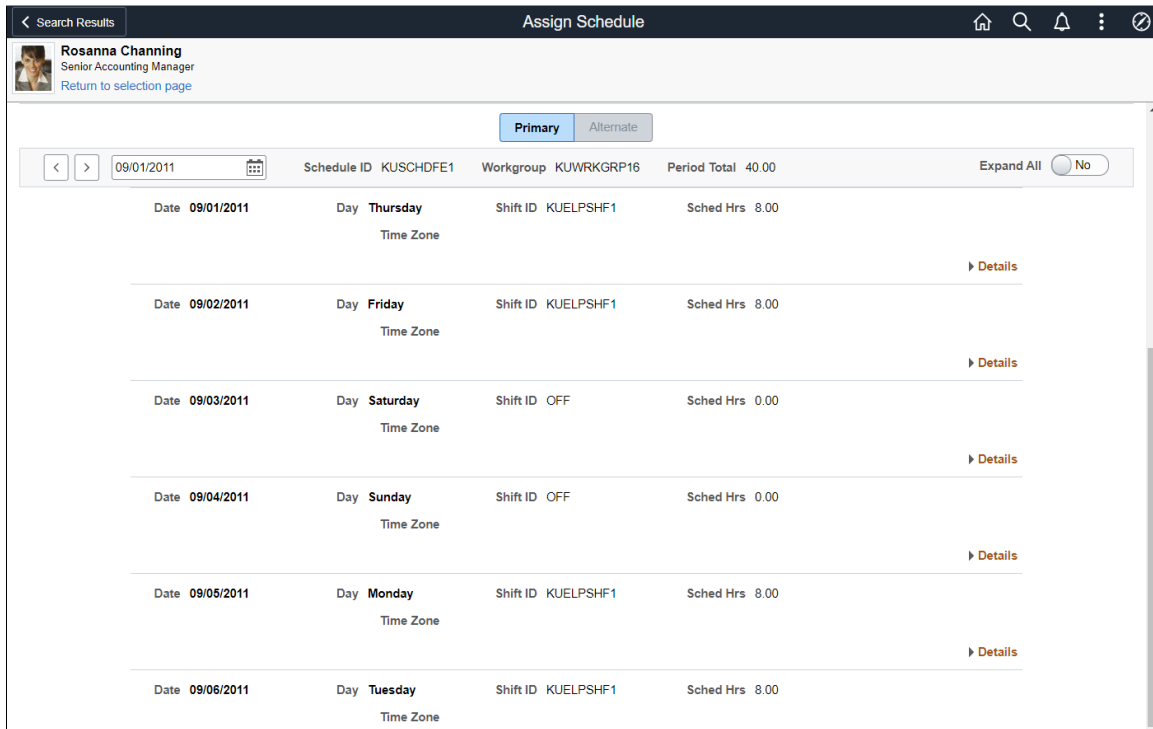 Search Results Assign Schedule
Rosanna Channing
Senior Accounting Manager
Return to selection page
Primary Alternate
09/01/2011 Schedule ID KUSCHDFE1 Workgroup KUWRKGRP16 Period Total 40.00 Expand All No
Date 09/01/2011 Day Thursday Shift ID KUELPSHF1 Sched Hrs 8.00
Time Zone
Details
Date 09/02/2011 Day Friday Shift ID KUELPSHF1 Sched Hrs 8.00
Time Zone
Details
Date 09/03/2011 Day Saturday Shift ID OFF Sched Hrs 0.00
Time Zone
Details
Date 09/04/2011 Day Sunday Shift ID OFF Sched Hrs 0.00
Time Zone
Details
Date 09/05/2011 Day Monday Shift ID KUELPSHF1 Sched Hrs 8.00
Time Zone
Details
Date 09/06/2011 Day Tuesday Shift ID KUELPSHF1 Sched Hrs 8.00
Time Zone